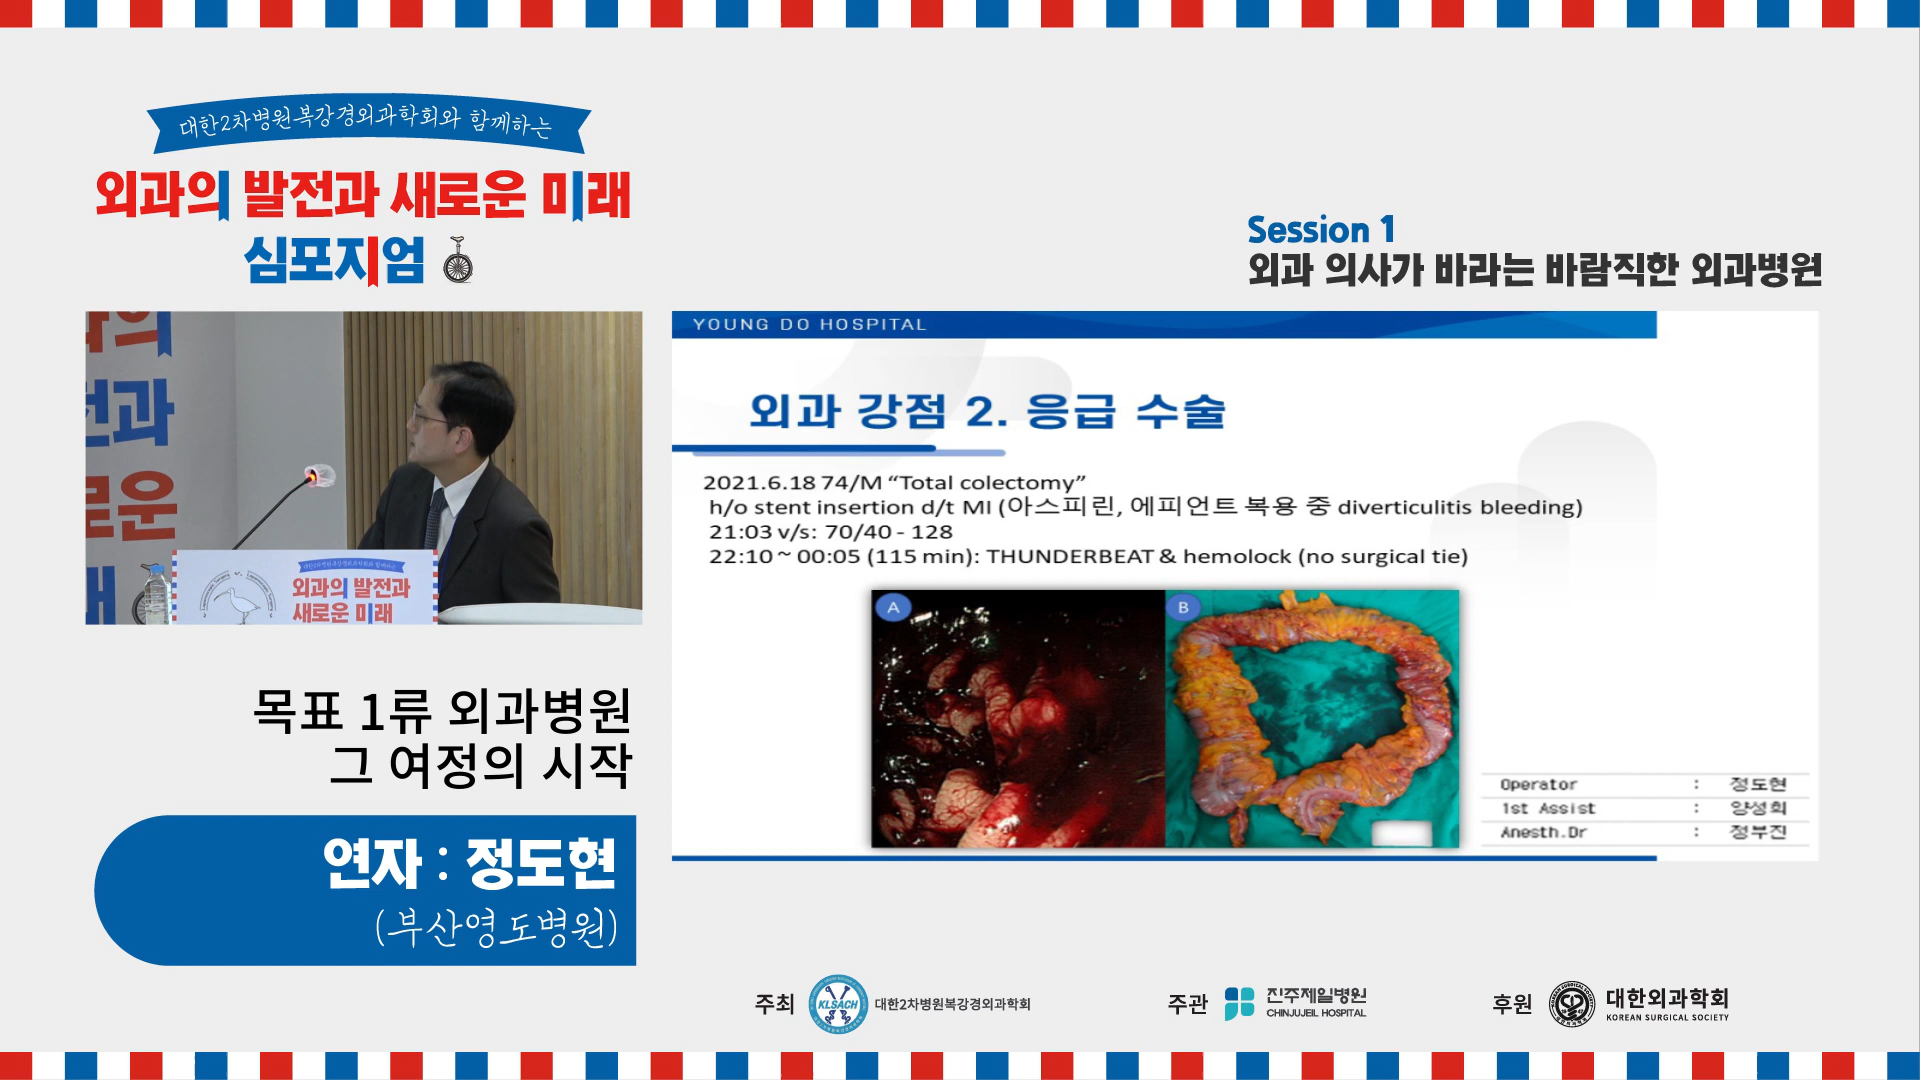 대한2차병원복강경외과학회와 함께하는
외과의 발전과 새로운 미래
심포지엄
Session 1
외과 의사가 바라는 바람직한 외과병원
YOUNG DO HOSPITAL
외과 강점 2. 응급 수술
2021.6.18 74/M “Total colectomy”
h/o stent insertion d/t MI (아스피린, 에피언트 복용 중 diverticulitis bleeding)
21:03 v/s: 70/40 - 128
22:10 ~ 00:05 (115 min): THUNDERBEAT & hemolock (no surgical tie)
A
B
Operator : 정도현
1st Assist : 양성희
Anesth.Dr : 정부진
외과의 발전과
새로운 미래
목표 1류 외과병원
그 여정의 시작
연자 : 정도현
(부산영도병원)
주최 KLSACH 대한2차병원복강경외과학회
주관 진주제일병원
CHINJUJEIL HOSPITAL
후원 대한외과학회
KOREAN SURGICAL SOCIETY